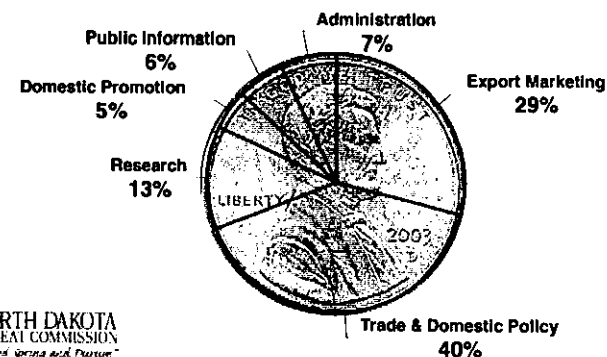 Administration
7%
Public Information
6%
Domestic Promotion
5%
Export Marketing
29%
Research
13%
LIBERTY
2003
D
Trade & Domestic Policy
40%
RTH DAKOTA
EAT COMMISSION